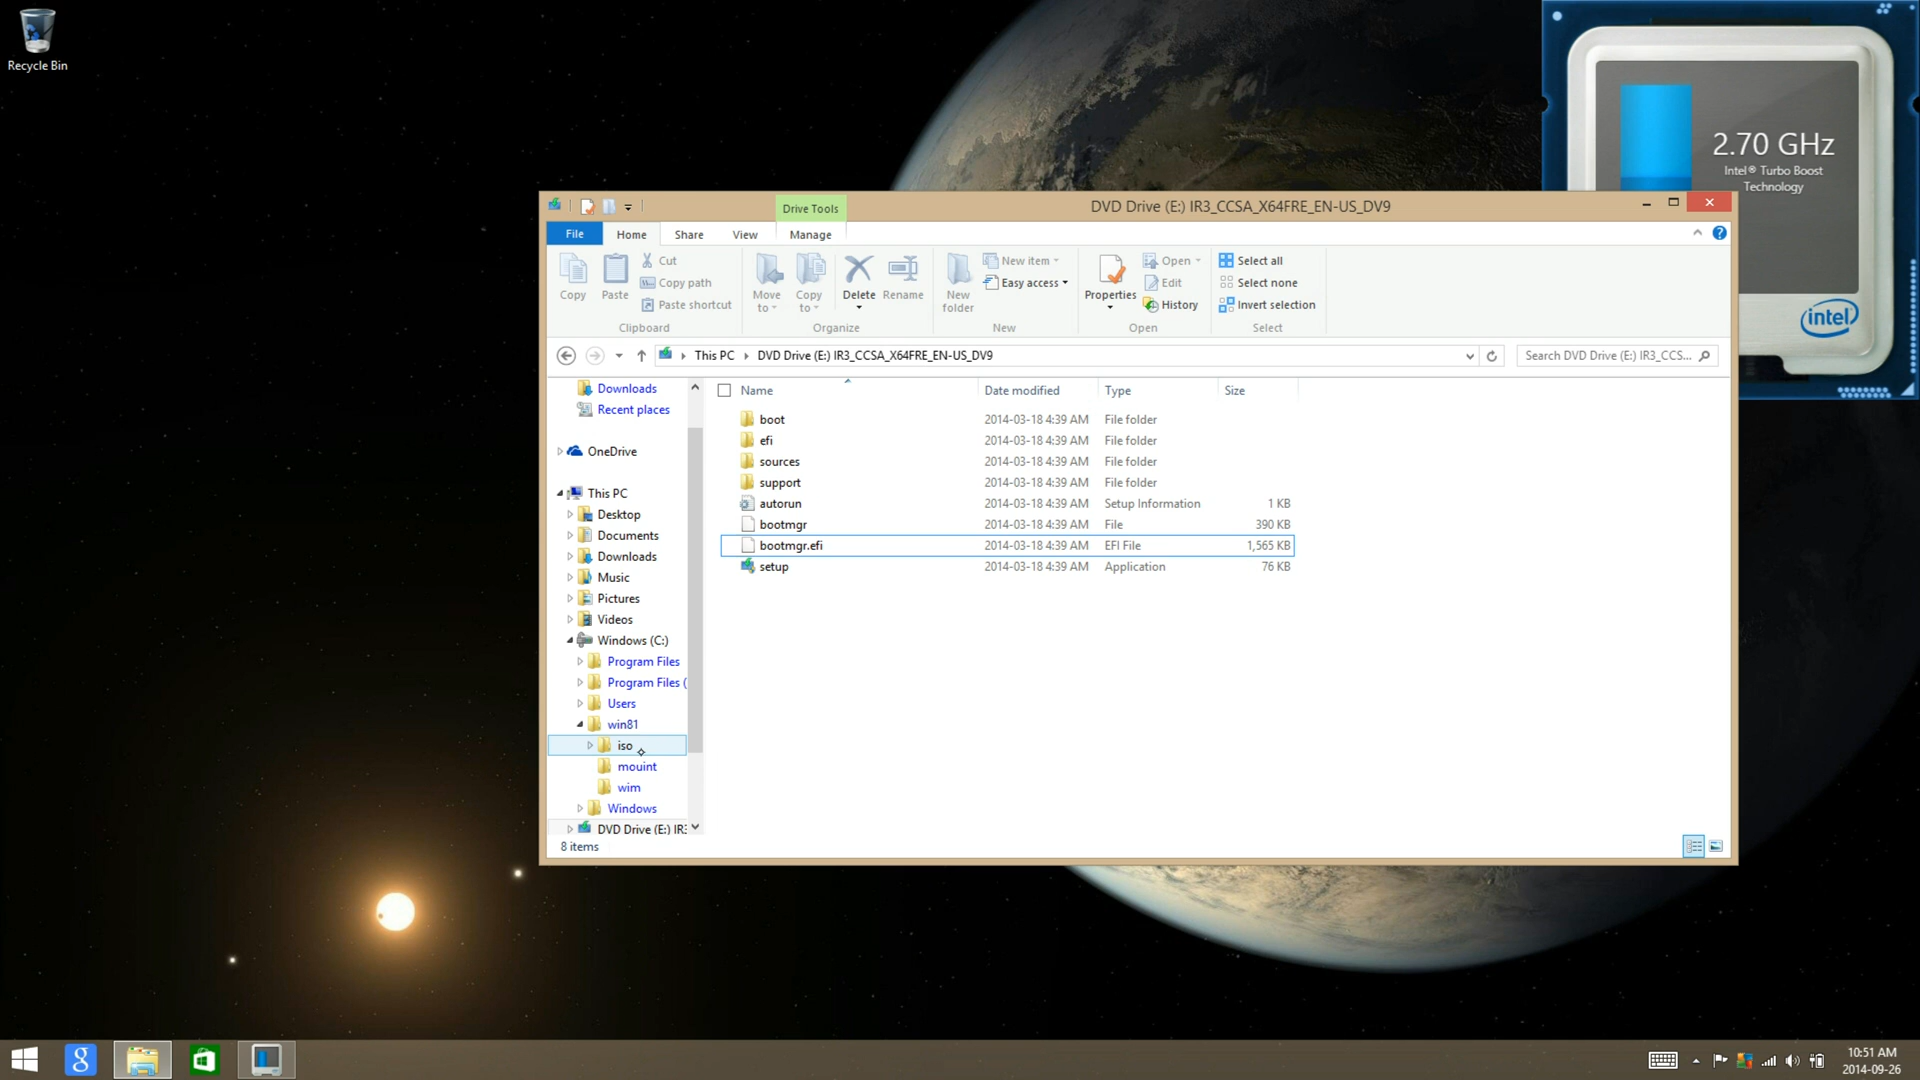 Recycle Bin
2.70 GHz
Intel® Turbo Boost
Technology
intel
Drive Tools
DVD Drive (E:) IR3_CCSA_X64FRE_EN-US_DV9
File Home Share View Manage
Copy
Paste
Cut
Copy path
Paste shortcut
Clipboard
Move to
Copy to
Delete
Rename
Organize
New folder
New item
Easy access
New
Properties
Open
Edit
History
Open
Select all
Select none
Invert selection
Select
This PC DVD Drive (E:) IR3_CCSA_X64FRE_EN-US_DV9
Search DVD Drive (E:) IR3_CCS...
Downloads
Recent places
OneDrive
This PC
Desktop
Documents
Downloads
Music
Pictures
Videos
Windows (C:)
Program Files
Program Files (
Users
win81
iso
mouint
wim
Windows
DVD Drive (E:) IR3
Name Date modified Type Size
boot 2014-03-18 4:39 AM File folder
efi 2014-03-18 4:39 AM File folder
sources 2014-03-18 4:39 AM File folder
support 2014-03-18 4:39 AM File folder
autorun 2014-03-18 4:39 AM Setup Information 1 KB
bootmgr 2014-03-18 4:39 AM File 390 KB
bootmgr.efi 2014-03-18 4:39 AM EFI File 1,565 KB
setup 2014-03-18 4:39 AM Application 76 KB
8 items
10:51 AM
2014-09-26